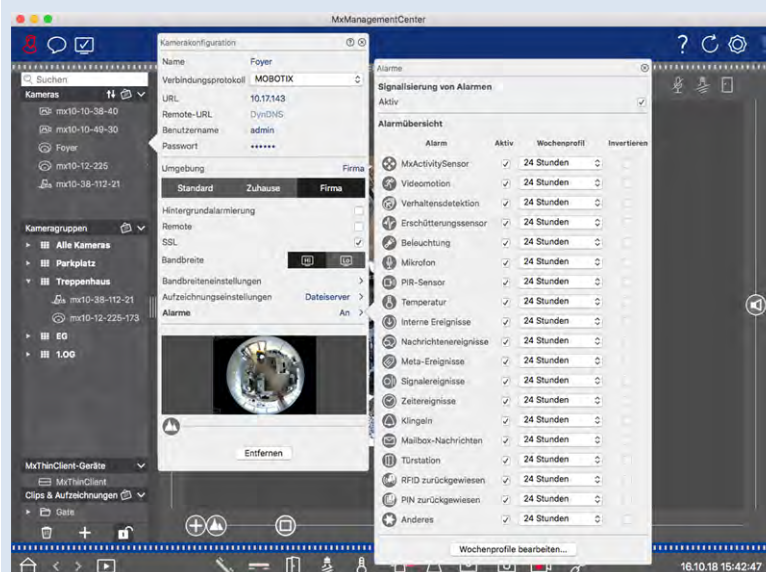 MxManagementCenter
Suchen
Kameras
mx10-10-38-40
mx10-10-49-30
Foyer
mx10-12-225
mx10-38-112-21
Kameragruppen
Alle Kameras
Parkplatz
Treppenhaus
mx10-38-112-21
mx10-12-225-173
EG
1.OG
MxThinClient-Geräte
MxThinClient
Clips & Aufzeichnungen
Gate
Kamerakonfiguration
Name Foyer
Verbindungsprotokoll MOBOTIX
URL 10.17.143
Remote-URL DynDNS
Benutzername admin
Passwort ••••••
Umgebung Firma
Standard Zuhause Firma
Hintergrundalarmierung
Remote
SSL
Bandbreite Hi Lo
Bandbreiteneinstellungen
Aufzeichnungseinstellungen Dateiserver
Alarme An
Entfernen
Alarme
Signalisierung von Alarmen
Aktiv
Alarmübersicht
Alarm Aktiv Wochenprofil Invertieren
MxActivitySensor 24 Stunden
Videomotion 24 Stunden
Verhaltensdetektion 24 Stunden
Erschütterungssensor 24 Stunden
Beleuchtung 24 Stunden
Mikrofon 24 Stunden
PIR-Sensor 24 Stunden
Temperatur 24 Stunden
Interne Ereignisse 24 Stunden
Nachrichtenereignisse 24 Stunden
Meta-Ereignisse 24 Stunden
Signalereignisse 24 Stunden
Zeitereignisse 24 Stunden
Klingeln 24 Stunden
Mailbox-Nachrichten 24 Stunden
Türstation 24 Stunden
RFID zurückgewiesen 24 Stunden
PIN zurückgewiesen 24 Stunden
Anderes 24 Stunden
Wochenprofile bearbeiten...
16.10.18 15:42:47